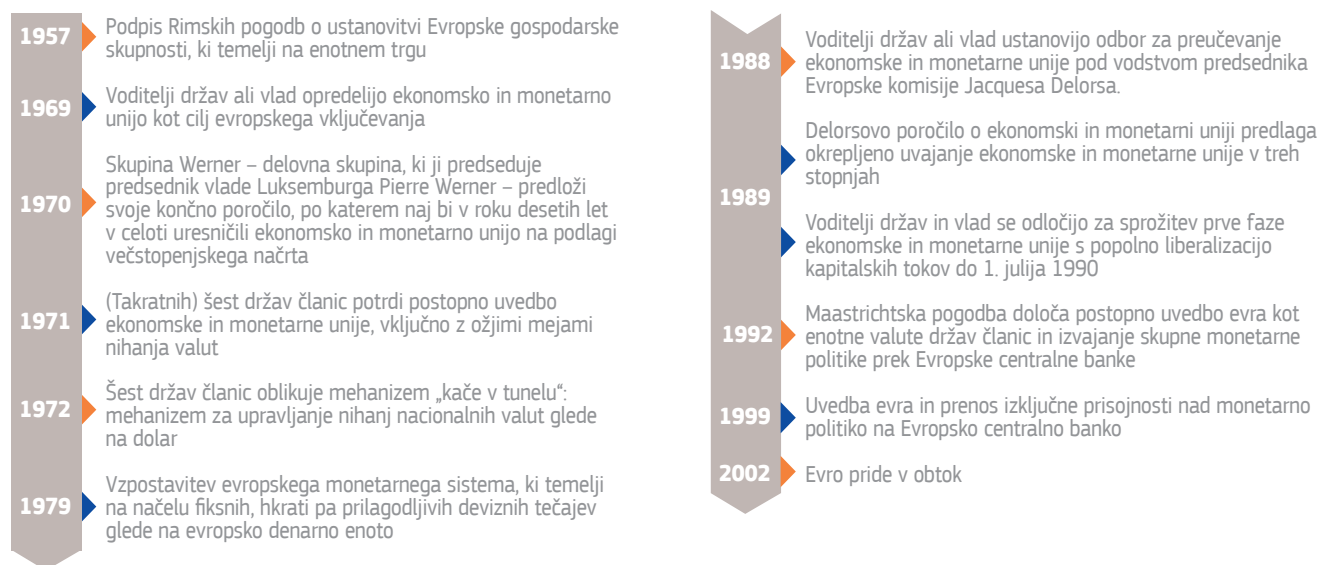 1957
Podpis Rimskih pogodb o ustanovitvi Evropske gospodarske
skupnosti, ki temelji na enotnem trgu
1969
Voditelji držav ali vlad opredelijo ekonomsko in monetarno
unijo kot cilj evropskega vključevanja
1970
Skupina Werner – delovna skupina, ki ji predseduje
predsednik vlade Luksemburga Pierre Werner – predloži
svoje končno poročilo, po katerem naj bi v roku desetih let
v celoti uresničili ekonomsko in monetarno unijo na podlagi
večstopenjskega načrta
1971
(Takratnih) šest držav članic potrdi postopno uvedbo
ekonomske in monetarne unije, vključno z ožjimi mejami
nihanja valut
1972
Šest držav članic oblikuje mehanizem „kače v tunelu“:
mehanizem za upravljanje nihanj nacionalnih valut glede
na dolar
1979
Vzpostavitev evropskega monetarnega sistema, ki temelji
na načelu fiksnih, hkrati pa prilagodljivih deviznih tečajev
glede na evropsko denarno enoto
1988
Voditelji držav ali vlad ustanovijo odbor za preučevanje
ekonomske in monetarne unije pod vodstvom predsednika
Evropske komisije Jacquesa Delorsa.
1989
Delorsovo poročilo o ekonomski in monetarni uniji predlaga
okrepljeno uvajanje ekonomske in monetarne unije v treh
stopnjah
Voditelji držav in vlad se odločijo za sprožitev prve faze
ekonomske in monetarne unije s popolno liberalizacijo
kapitalskih tokov do 1. julija 1990
1992
Maastrichtska pogodba določa postopno uvedbo evra kot
enotne valute držav članic in izvajanje skupne monetarne
politike prek Evropske centralne banke
1999
Uvedba evra in prenos izključne prisojnosti nad monetarno
politiko na Evropsko centralno banko
2002
Evro pride v obtok